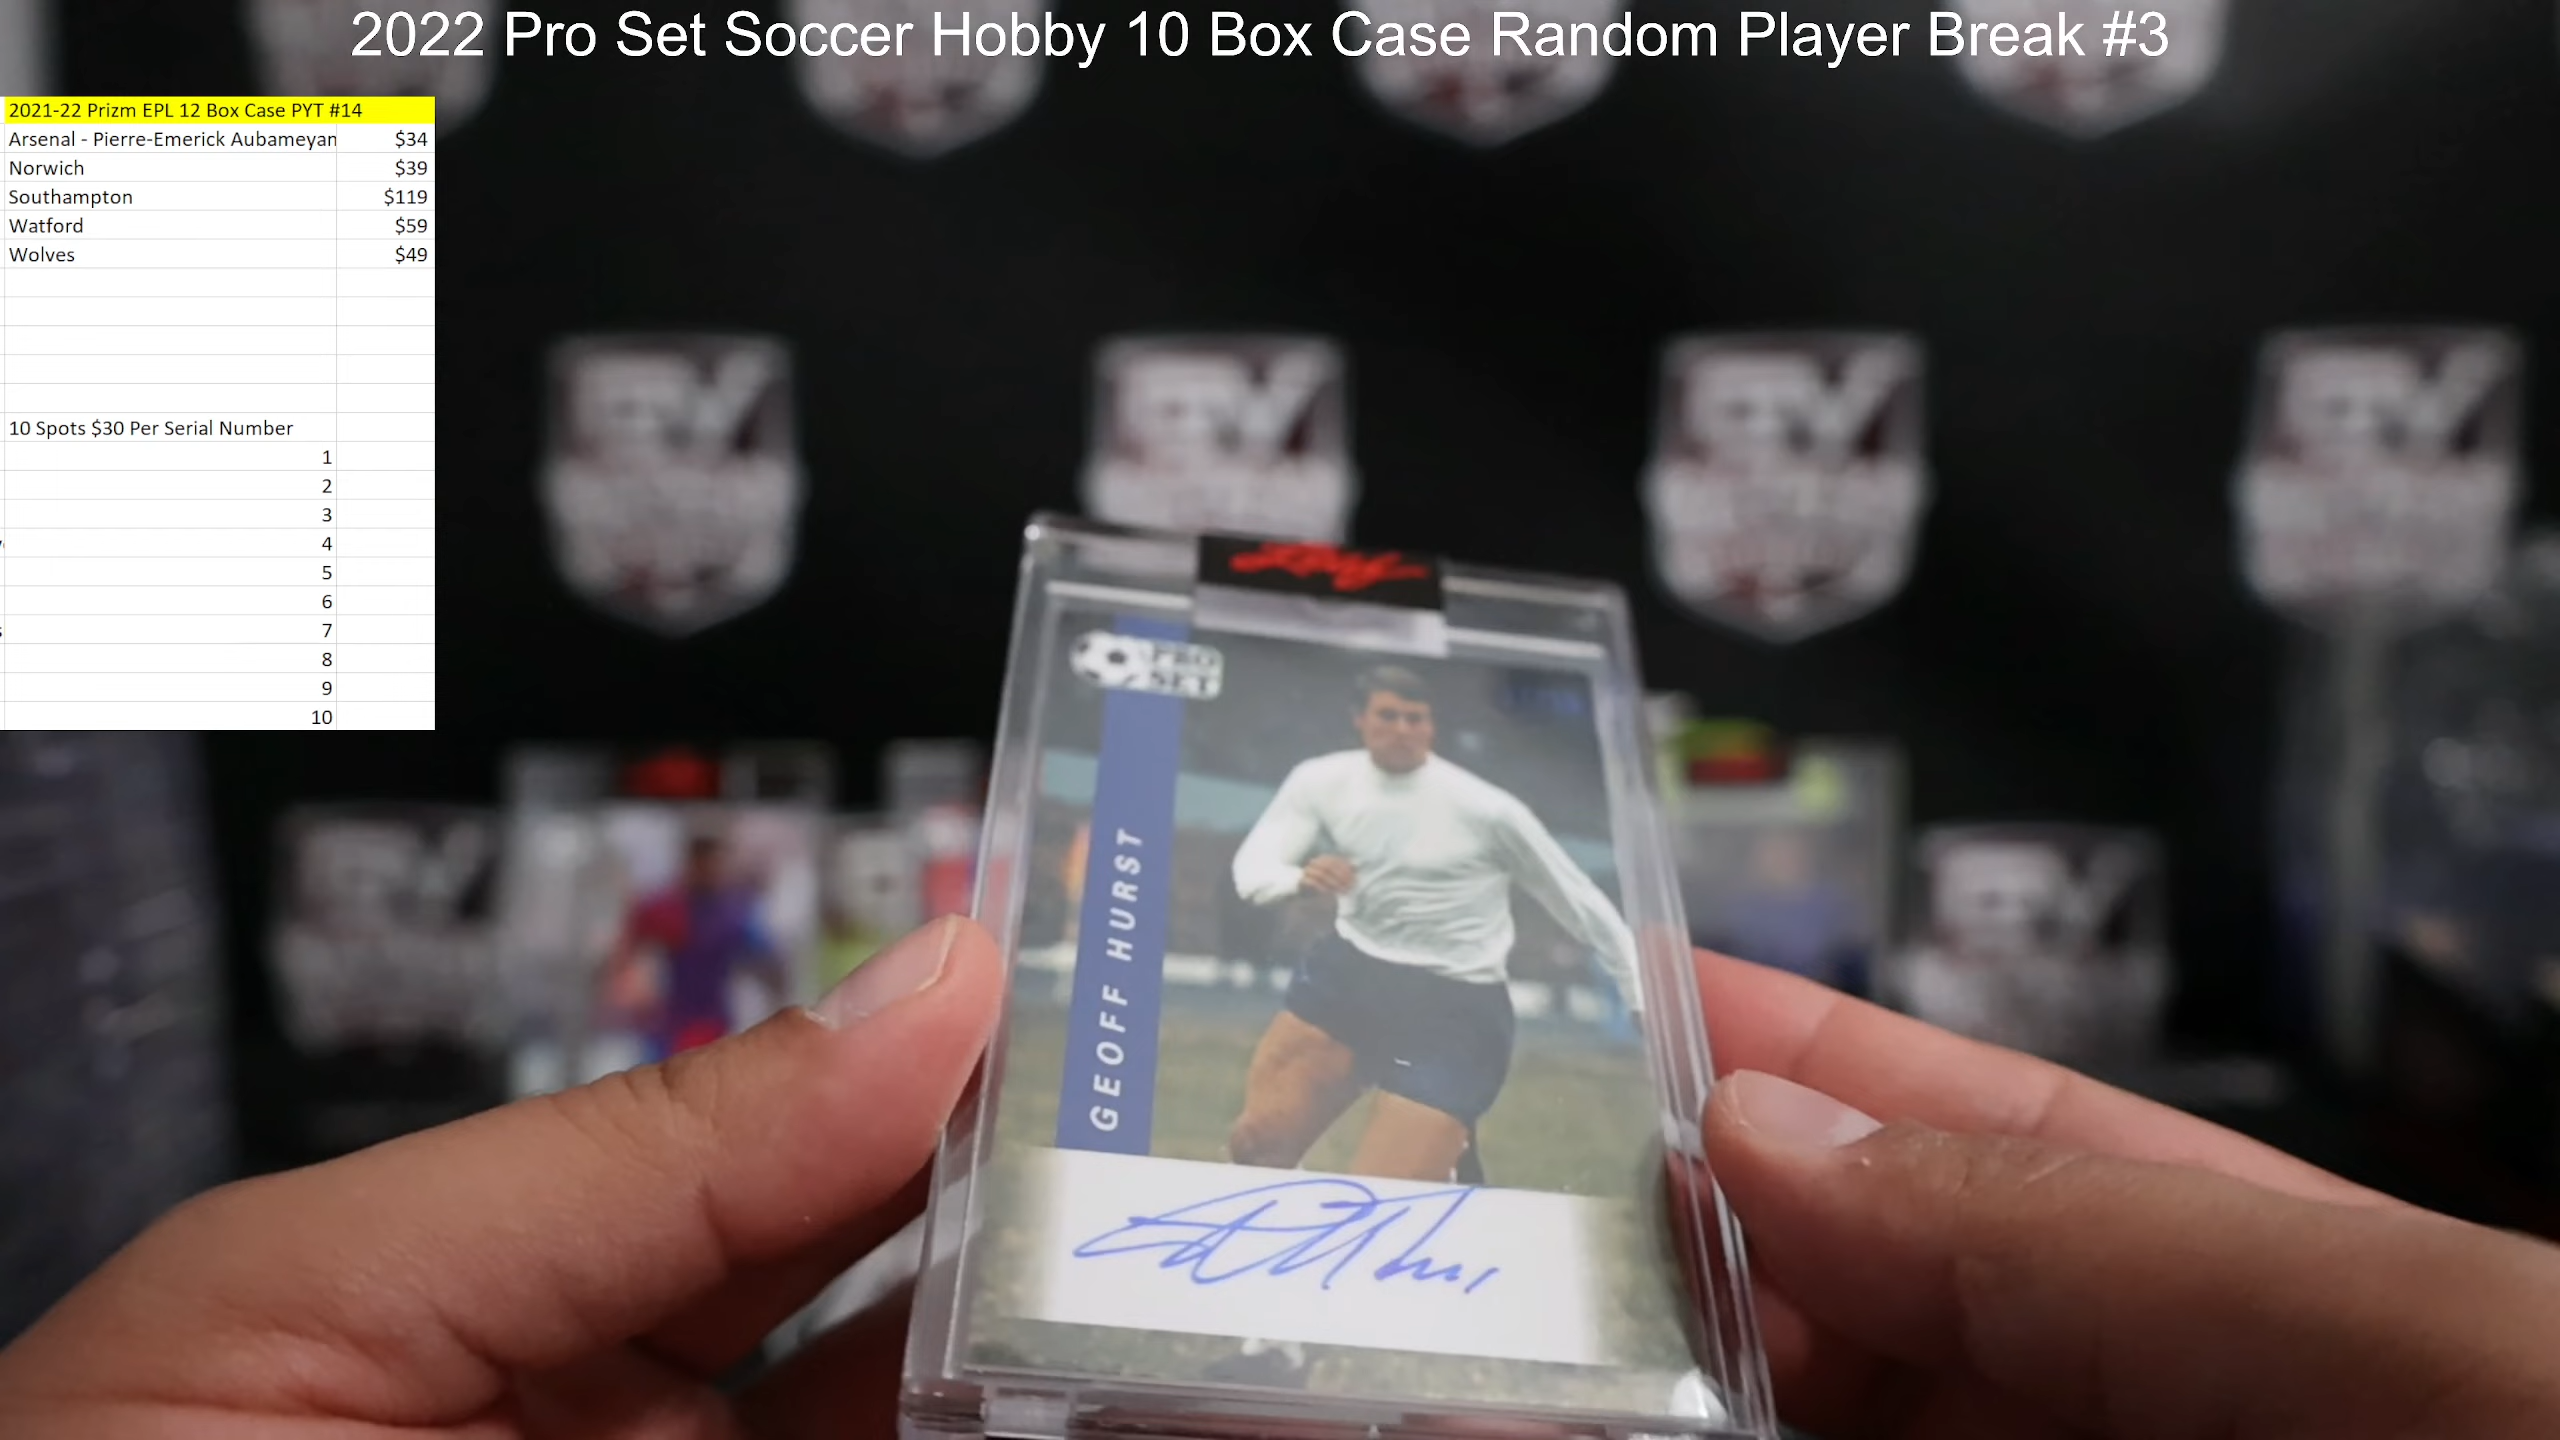 2022 Pro Set Soccer Hobby 10 Box Case Random Player Break #3
2021-22 Prizm EPL 12 Box Case PYT #14
Arsenal - Pierre-Emerick Aubameyan $34
Norwich $39
Southampton $119
Watford $59
Wolves $49
10 Spots $30 Per Serial Number
1
2
3
4
5
6
7
8
9
10
Leaf
PRO
SET
GEOFF HURST